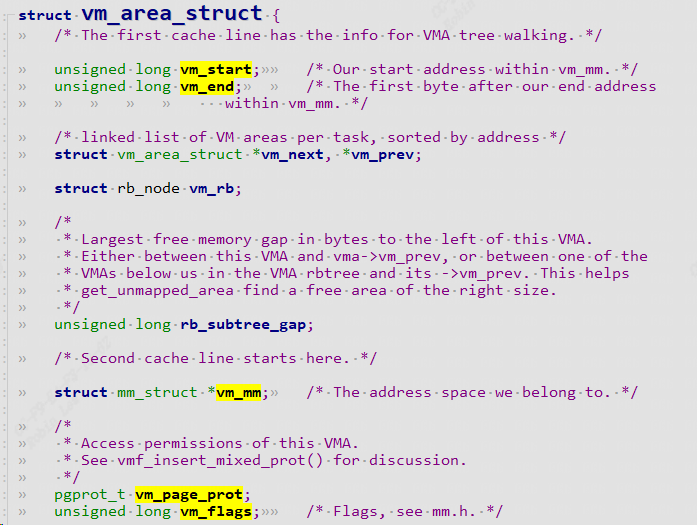 struct vm_area_struct {
/* The first cache line has the info for VMA tree walking. */
unsigned long vm_start; /* Our start address within vm_mm. */
unsigned long vm_end; /* The first byte after our end address
within vm_mm. */
/* linked list of VM areas per task, sorted by address */
struct vm_area_struct *vm_next, *vm_prev;
struct rb_node vm_rb;
/*
* Largest free memory gap in bytes to the left of this VMA.
* Either between this VMA and vma->vm_prev, or between one of the
* VMAs below us in the VMA rbtree and its ->vm_prev. This helps
* get_unmapped_area find a free area of the right size.
*/
unsigned long rb_subtree_gap;
/* Second cache line starts here. */
struct mm_struct *vm_mm; /* The address space we belong to. */
/*
* Access permissions of this VMA.
* See vmf_insert_mixed_prot() for discussion.
*/
pgprot_t vm_page_prot;
unsigned long vm_flags; /* Flags, see mm.h. */